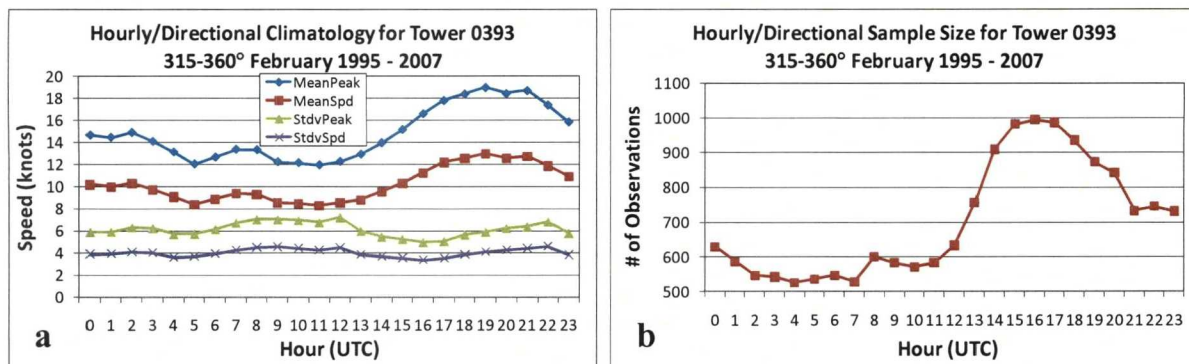 Hourly/Directional Climatology for Tower 0393
315-360° February 1995 - 2007
MeanPeak
MeanSpd
StdvPeak
StdvSpd
Speed (knots)
20
18
16
14
12
10
8
6
4
2
0
0 1 2 3 4 5 6 7 8 9 10 11 12 13 14 15 16 17 18 19 20 21 22 23
Hour (UTC)
a
Hourly/Directional Sample Size for Tower 0393
315-360° February 1995 - 2007
# of Observations
1100
1000
900
800
700
600
500
0 1 2 3 4 5 6 7 8 9 10 11 12 13 14 15 16 17 18 19 20 21 22 23
Hour (UTC)
b